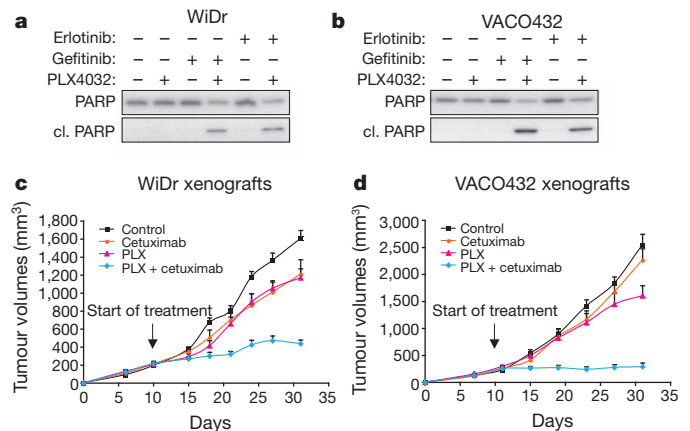 a WiDr
Erlotinib: – – – – + +
Gefitinib: – – + + – –
PLX4032: – + – + – +
PARP
cl. PARP
b VACO432
Erlotinib: – – – – + +
Gefitinib: – – + + – –
PLX4032: – + – + – +
PARP
cl. PARP
c WiDr xenografts
Tumour volumes (mm³)
1,800
1,600
1,400
1,200
1,000
800
600
400
200
0
Control
Cetuximab
PLX
PLX + cetuximab
Start of treatment
0 5 10 15 20 25 30 35
Days
d VACO432 xenografts
Tumour volumes (mm³)
3,000
2,500
2,000
1,500
1,000
500
0
Control
Cetuximab
PLX
PLX + cetuximab
Start of treatment
0 5 10 15 20 25 30 35
Days